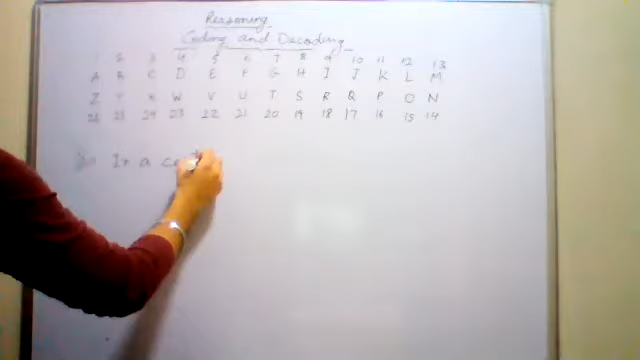 Reasoning
Coding and Decoding
1 2 3 4 5 6 7 8 9 10 11 12 13
A B C D E F G H I J K L M
Z Y X W V U T S R Q P O N
26 25 24 23 22 21 20 19 18 17 16 15 14
In a